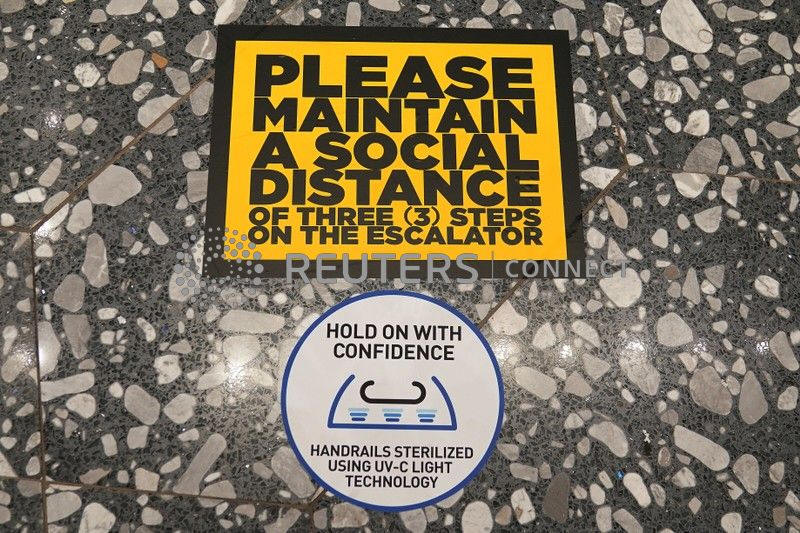 PLEASE
MAINTAIN
A SOCIAL
DISTANCE
OF THREE (3) STEPS
ON THE ESCALATOR
REUTERS CONNECT
HOLD ON WITH
CONFIDENCE
HANDRAILS STERILIZED
USING UV-C LIGHT
TECHNOLOGY